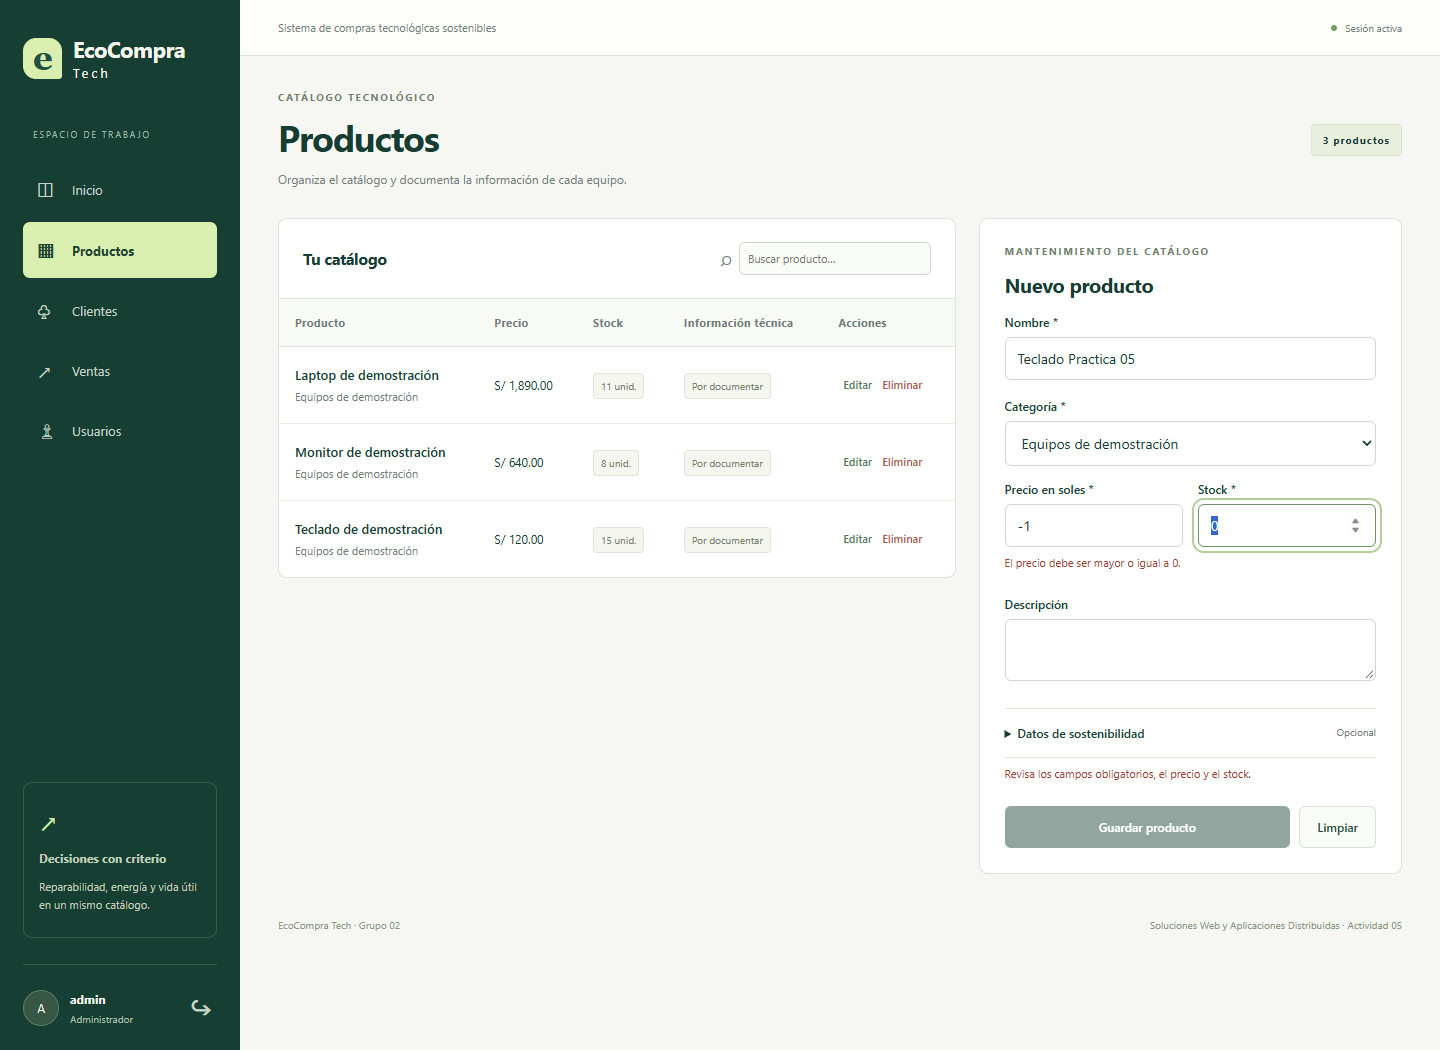 e EcoCompra
Tech
ESPACIO DE TRABAJO
Inicio
Productos
Clientes
Ventas
Usuarios
Decisiones con criterio
Reparabilidad, energía y vida útil
en un mismo catálogo.
A
admin
Administrador
Sistema de compras tecnológicas sostenibles
Sesión activa
CATÁLOGO TECNOLÓGICO
Productos
3 productos
Organiza el catálogo y documenta la información de cada equipo.
Tu catálogo
Buscar producto...
Producto Precio Stock Información técnica Acciones
Laptop de demostración
Equipos de demostración
S/ 1,890.00 11 unid. Por documentar Editar Eliminar
Monitor de demostración
Equipos de demostración
S/ 640.00 8 unid. Por documentar Editar Eliminar
Teclado de demostración
Equipos de demostración
S/ 120.00 15 unid. Por documentar Editar Eliminar
MANTENIMIENTO DEL CATÁLOGO
Nuevo producto
Nombre *
Teclado Practica 05
Categoría *
Equipos de demostración
Precio en soles * Stock *
-1 0
El precio debe ser mayor o igual a 0.
Descripción
Datos de sostenibilidad Opcional
Revisa los campos obligatorios, el precio y el stock.
Guardar producto Limpiar
EcoCompra Tech · Grupo 02
Soluciones Web y Aplicaciones Distribuidas · Actividad 05